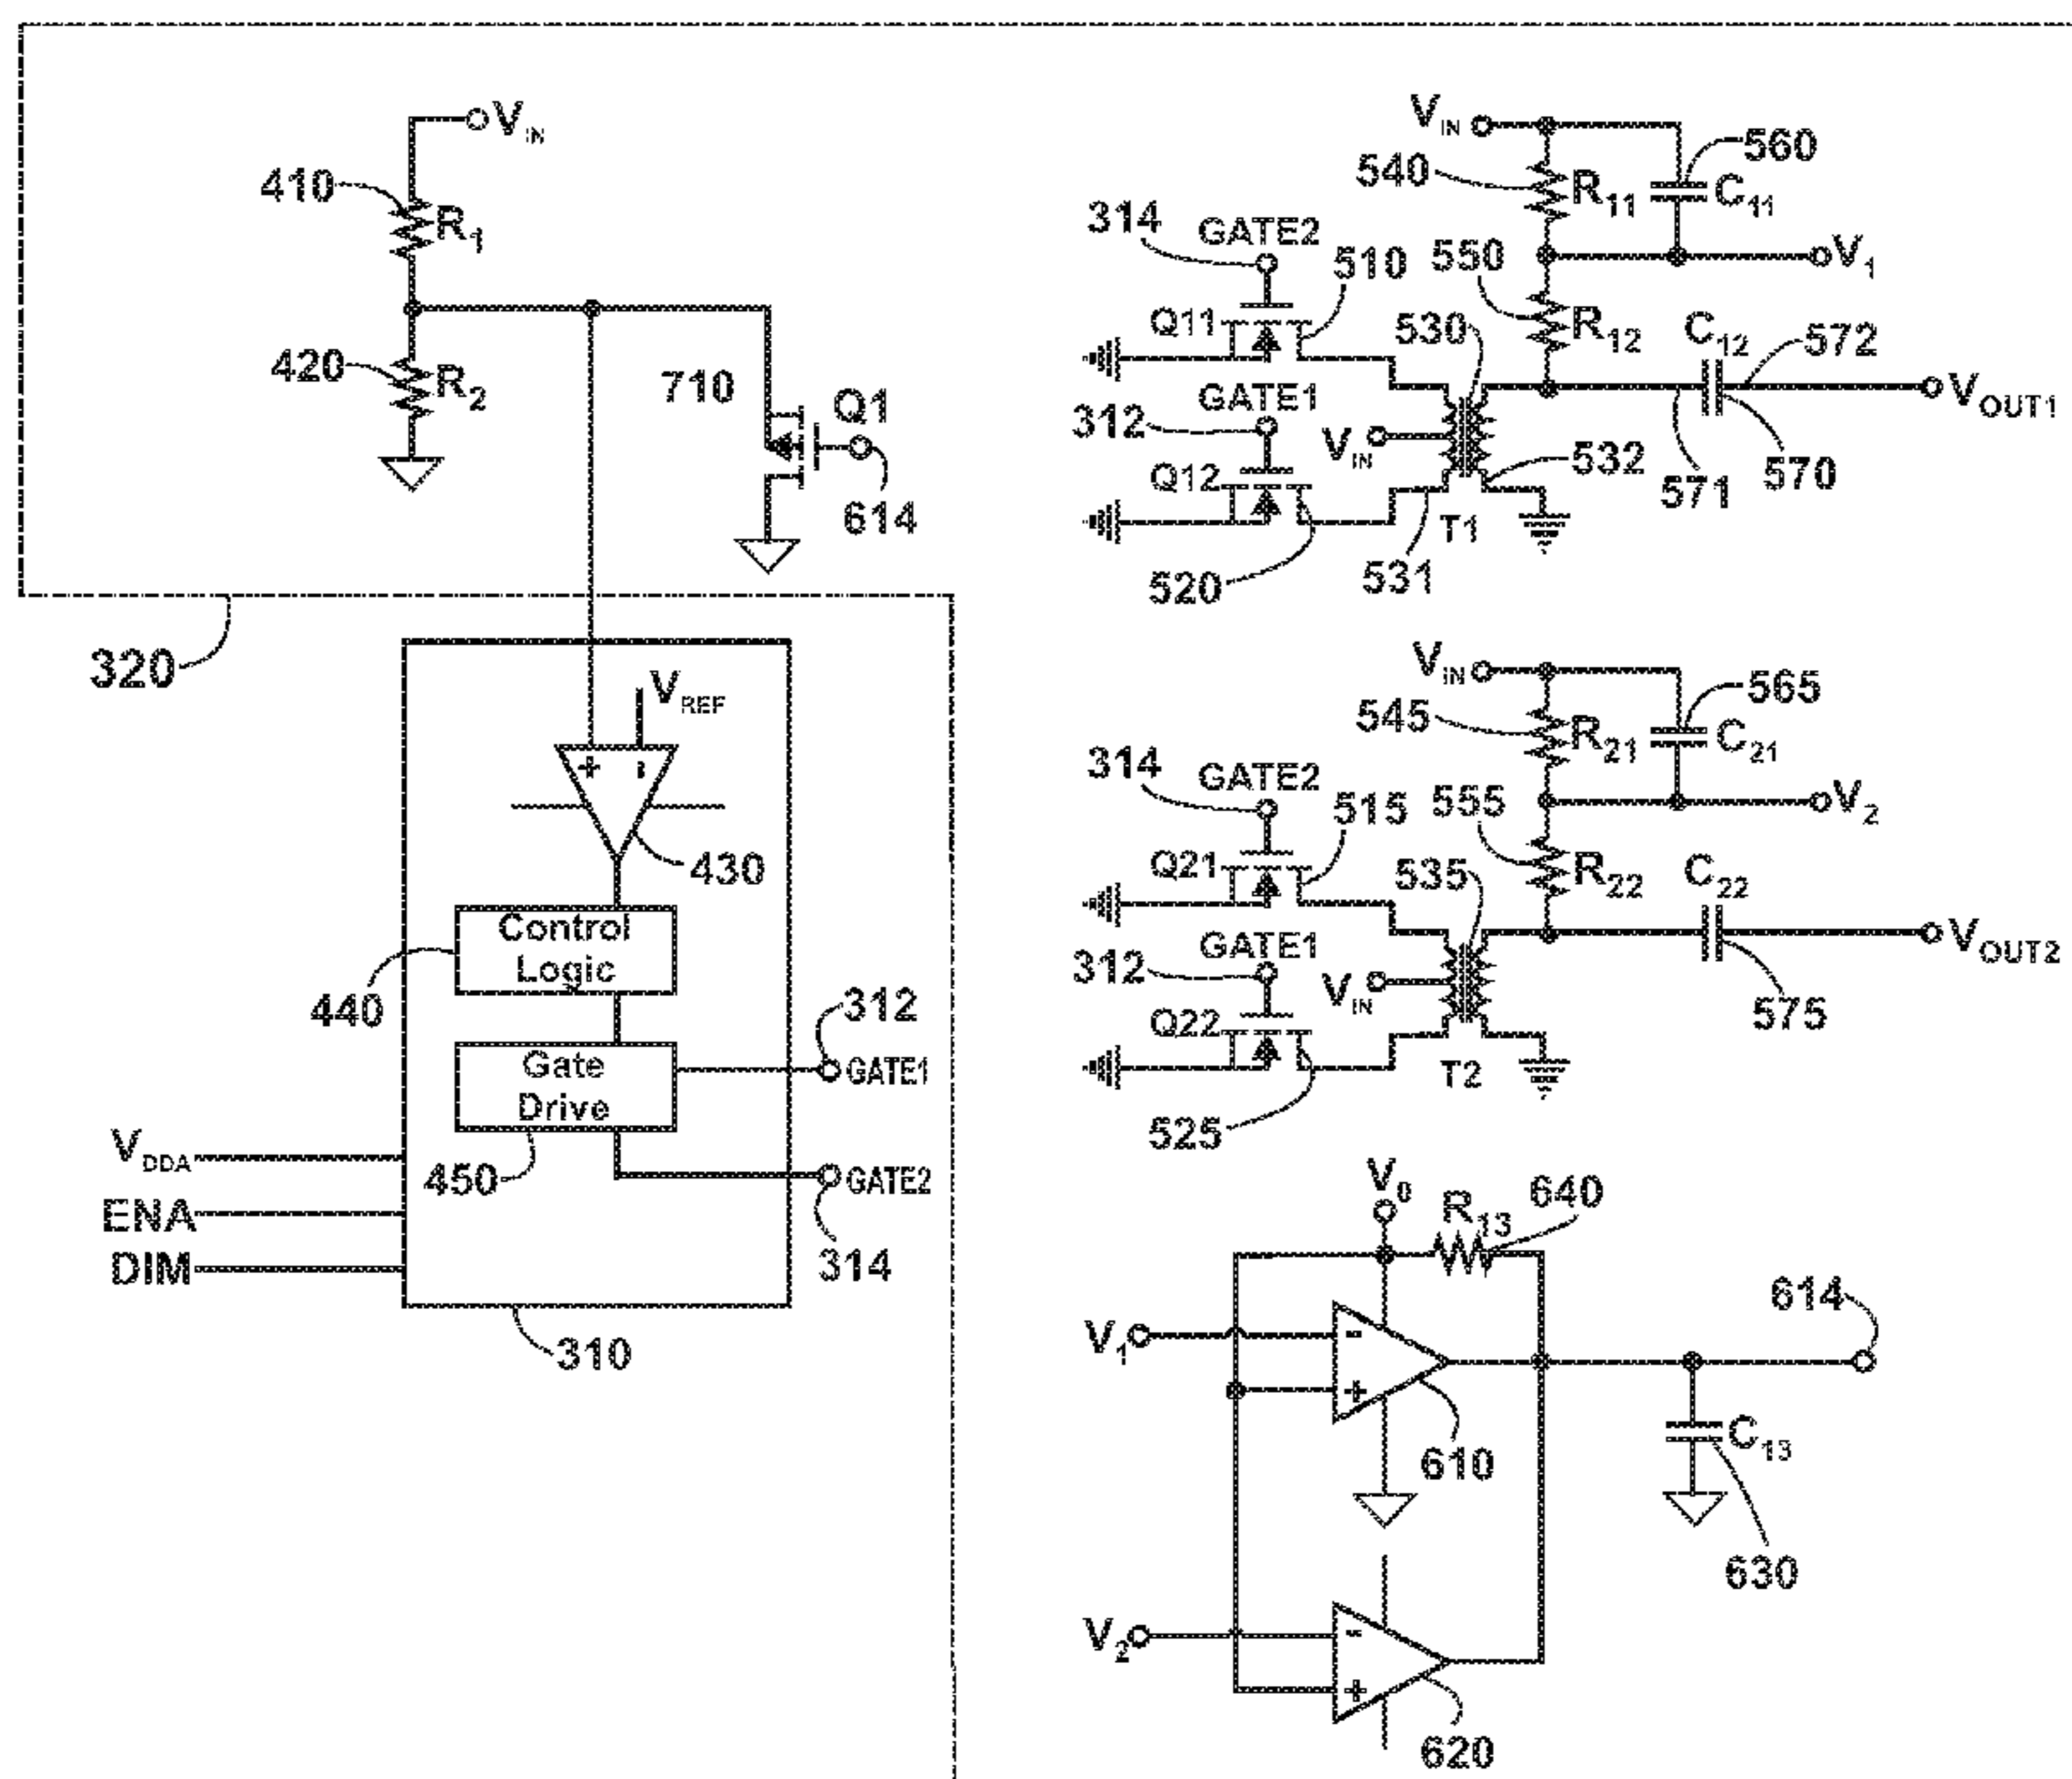 VIN
410
R1
420
R2
710
Q1
614
320
VREF
+ -
430
Control
Logic
440
Gate
Drive
450
312
GATE1
GATE2
314
VDDA
ENA
DIM
310
VIN
540
R11
560
C11
V1
314
GATE2
510
550
R12
Q11
530
C12
572
VOUT1
312
GATE1
VIN
Q12
532
571
570
T1
520
531
VIN
545
R21
565
C21
V2
314
GATE2
515
555
R22
Q21
535
C22
VOUT2
312
GATE1
VIN
Q22
575
T2
525
V0
R13
640
614
V1
-
+
610
C13
630
V2
-
+
620